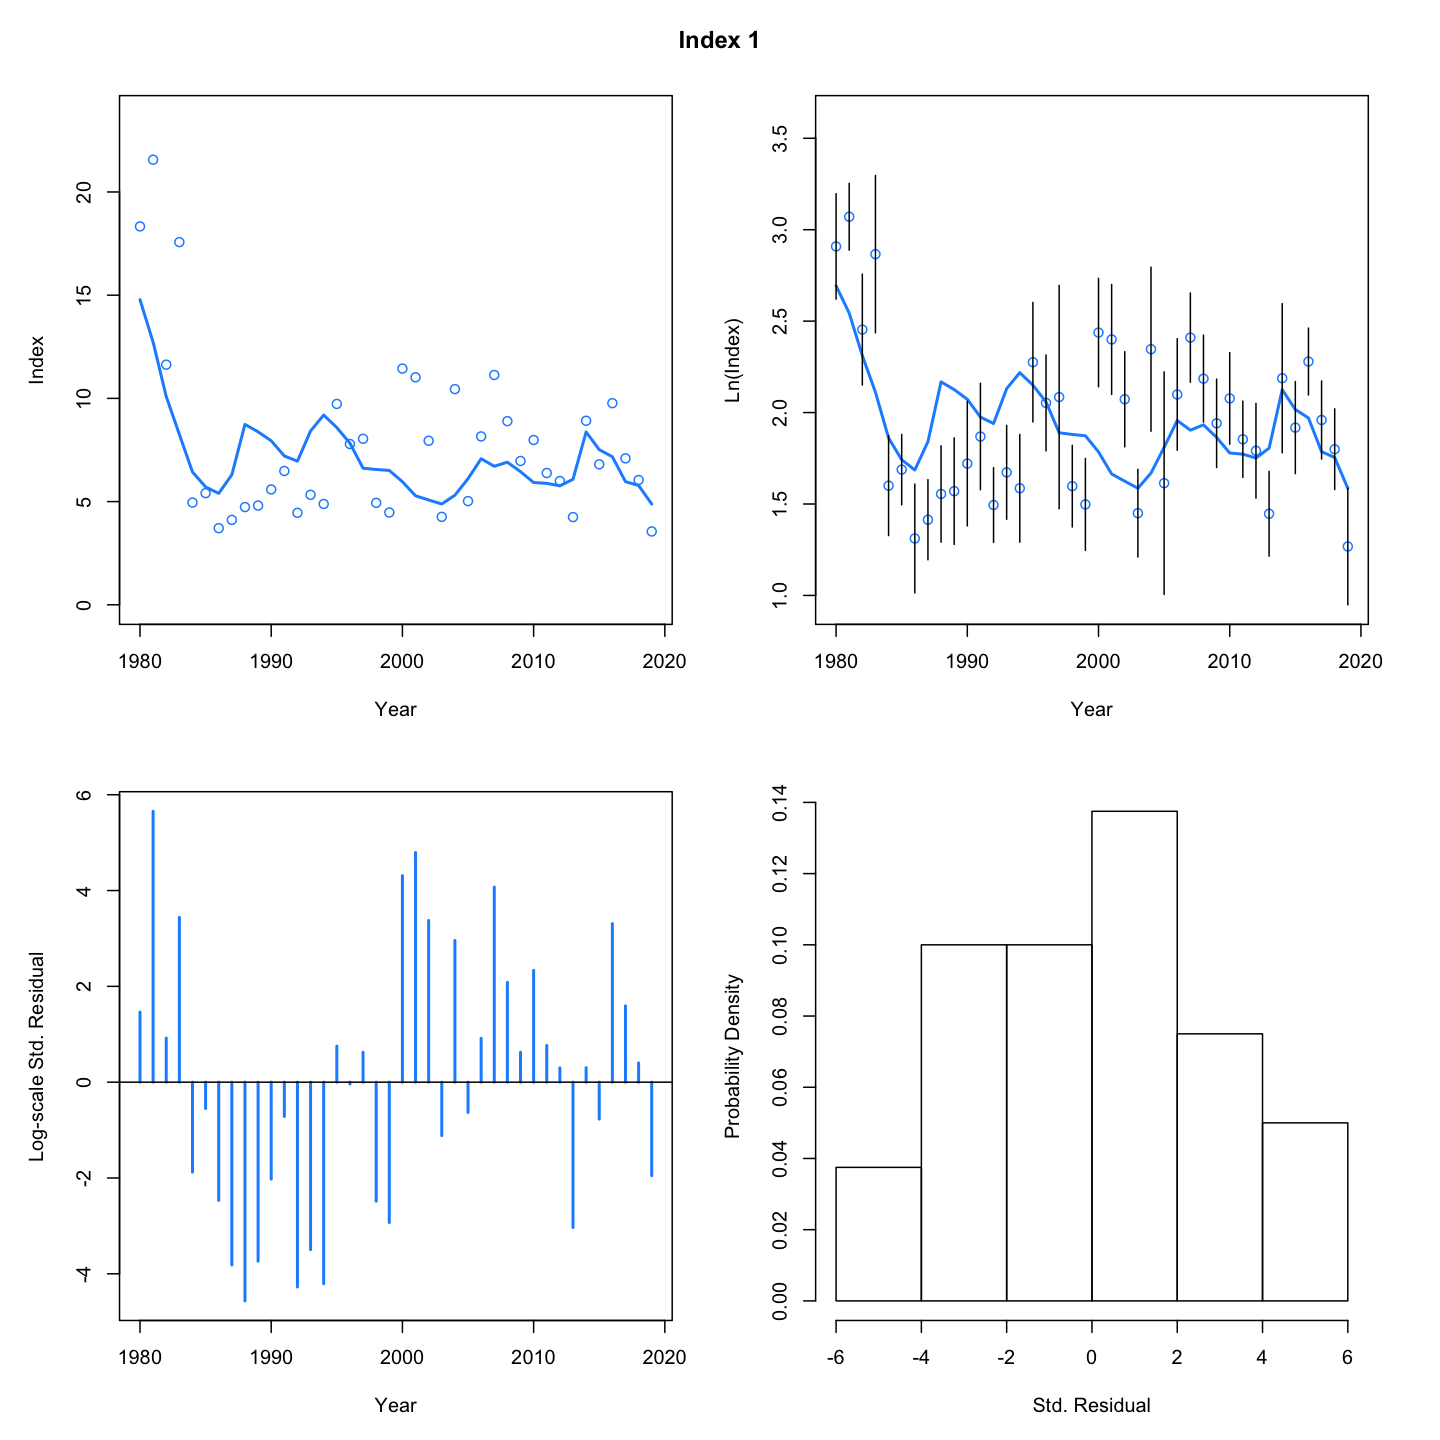 Index 1
Index
20
15
10
5
0
1980 1990 2000 2010 2020
Year
Ln(Index)
3.5
3.0
2.5
2.0
1.5
1.0
1980 1990 2000 2010 2020
Year
Log-scale Std. Residual
6
4
2
0
-2
-4
1980 1990 2000 2010 2020
Year
Probability Density
0.14
0.12
0.10
0.08
0.06
0.04
0.02
0.00
-6 -4 -2 0 2 4 6
Std. Residual